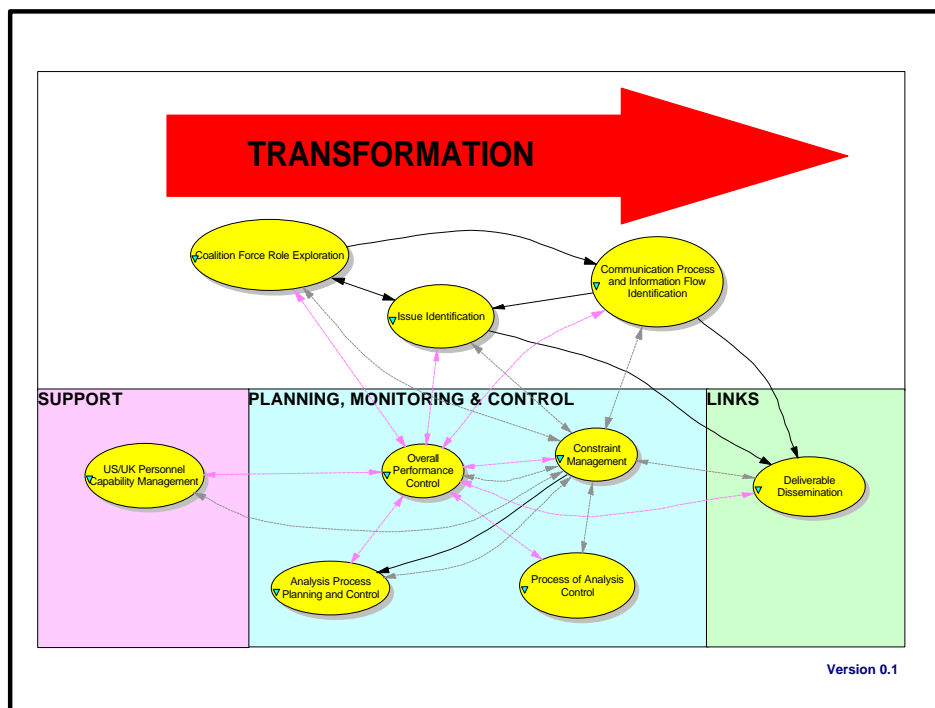 TRANSFORMATION
Coalition Force Role Exploration
Communication Process
and Information Flow
Identification
Issue Identification
SUPPORT
PLANNING, MONITORING & CONTROL
LINKS
US/UK Personnel
Capability Management
Overall
Performance
Control
Constraint
Management
Deliverable
Dissemination
Analysis Process
Planning and Control
Process of Analysis
Control
Version 0.1